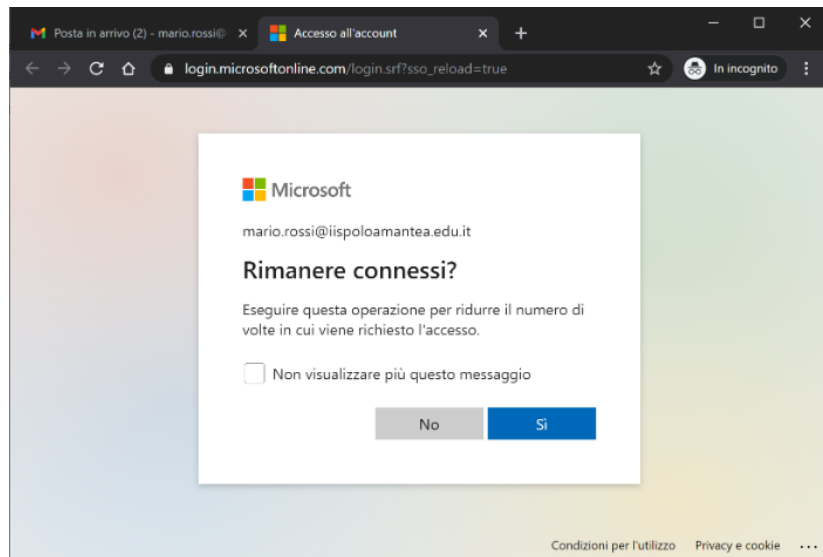 Posta in arrivo (2) - mario.rossi@
Accesso all'account
login.microsoftonline.com/login.srf?sso_reload=true
In incognito
Microsoft
mario.rossi@iispoloamantea.edu.it
Rimanere connessi?
Eseguire questa operazione per ridurre il numero di
volte in cui viene richiesto l'accesso.
Non visualizzare più questo messaggio
No
Sì
Condizioni per l'utilizzo
Privacy e cookie
...